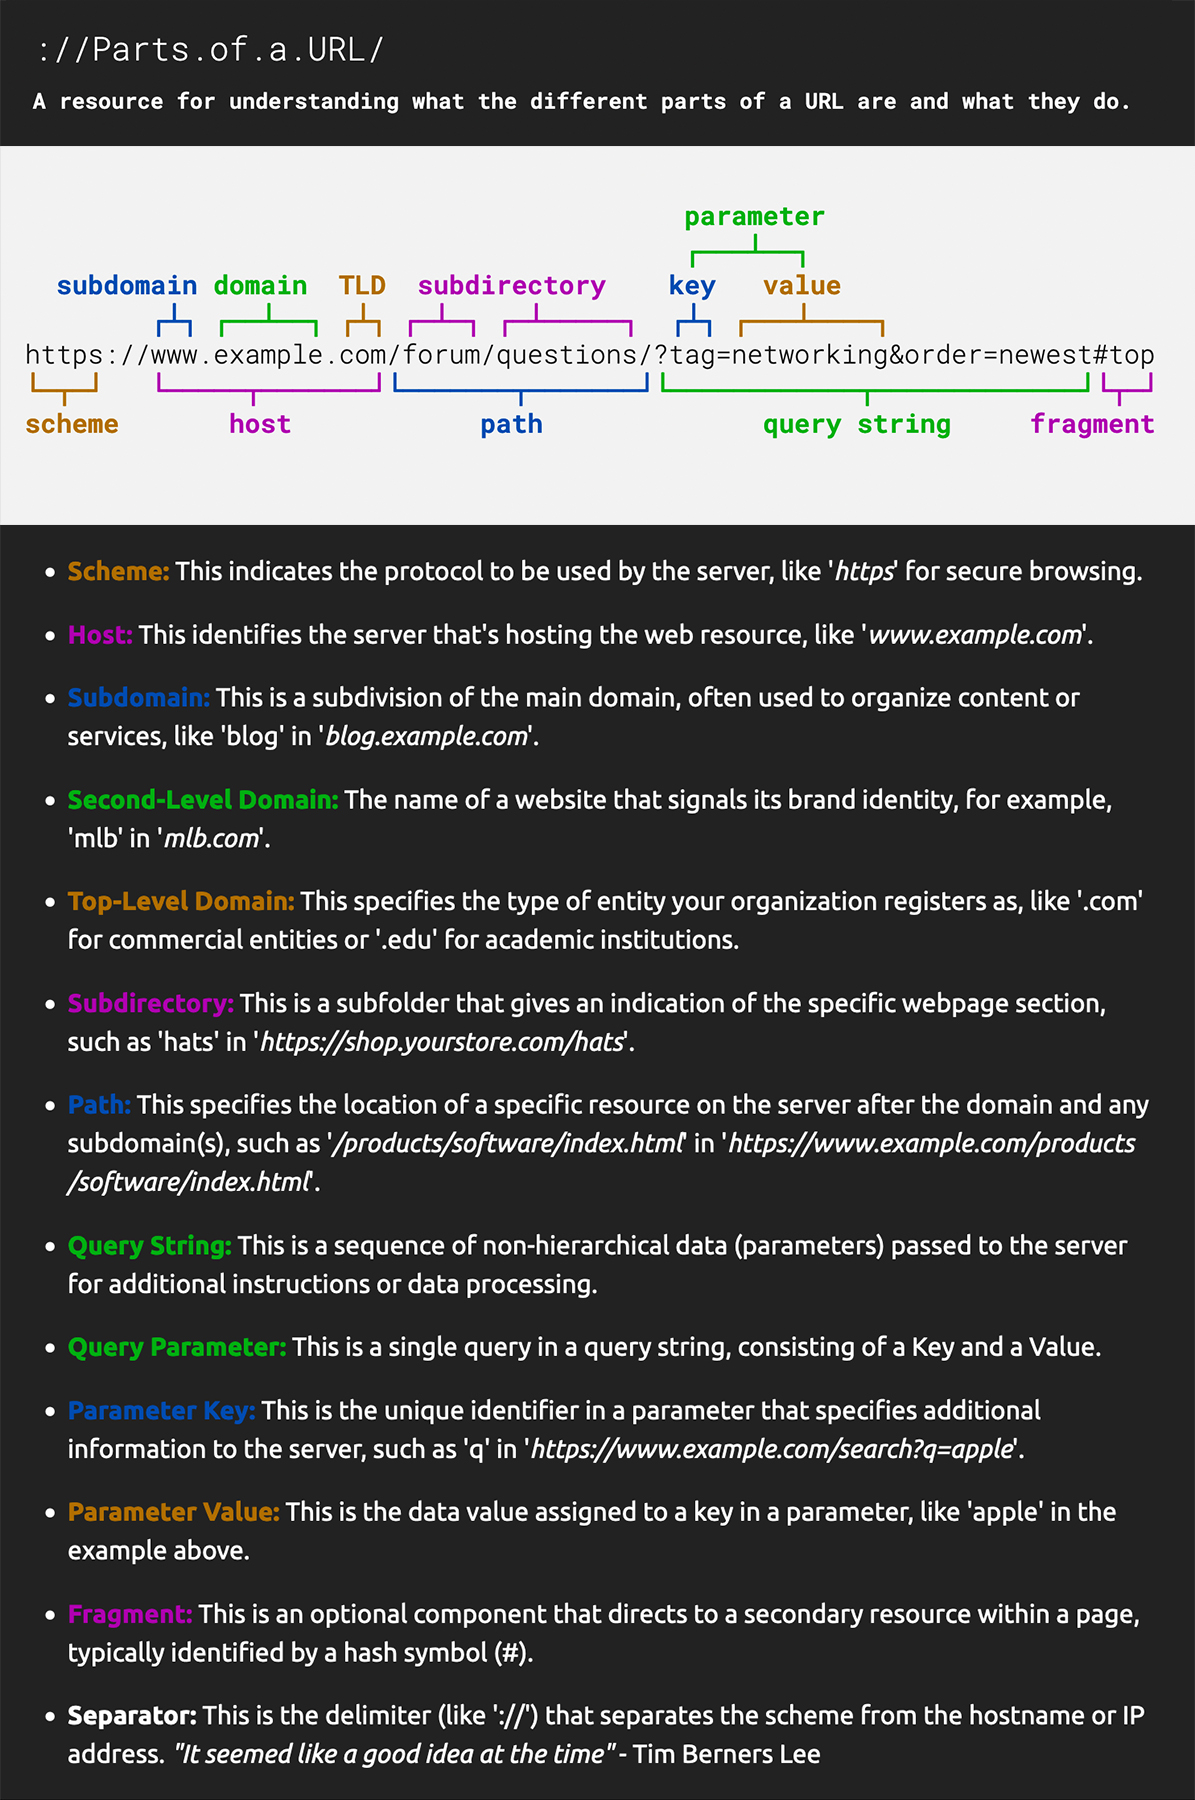 ://Parts.of.a.URL/
A resource for understanding what the different parts of a URL are and what they do.
parameter
subdomain domain TLD subdirectory key value
https://www.example.com/forum/questions/?tag=networking&order=newest#top
scheme host path query string fragment
• Scheme: This indicates the protocol to be used by the server, like 'https' for secure browsing.
• Host: This identifies the server that's hosting the web resource, like 'www.example.com'.
• Subdomain: This is a subdivision of the main domain, often used to organize content or
services, like 'blog' in 'blog.example.com'.
• Second-Level Domain: The name of a website that signals its brand identity, for example,
'mlb' in 'mlb.com'.
• Top-Level Domain: This specifies the type of entity your organization registers as, like '.com'
for commercial entities or '.edu' for academic institutions.
• Subdirectory: This is a subfolder that gives an indication of the specific webpage section,
such as 'hats' in 'https://shop.yourstore.com/hats'.
• Path: This specifies the location of a specific resource on the server after the domain and any
subdomain(s), such as '/products/software/index.html' in 'https://www.example.com/products
/software/index.html'.
• Query String: This is a sequence of non-hierarchical data (parameters) passed to the server
for additional instructions or data processing.
• Query Parameter: This is a single query in a query string, consisting of a Key and a Value.
• Parameter Key: This is the unique identifier in a parameter that specifies additional
information to the server, such as 'q' in 'https://www.example.com/search?q=apple'.
• Parameter Value: This is the data value assigned to a key in a parameter, like 'apple' in the
example above.
• Fragment: This is an optional component that directs to a secondary resource within a page,
typically identified by a hash symbol (#).
• Separator: This is the delimiter (like '://') that separates the scheme from the hostname or IP
address. "It seemed like a good idea at the time" - Tim Berners Lee